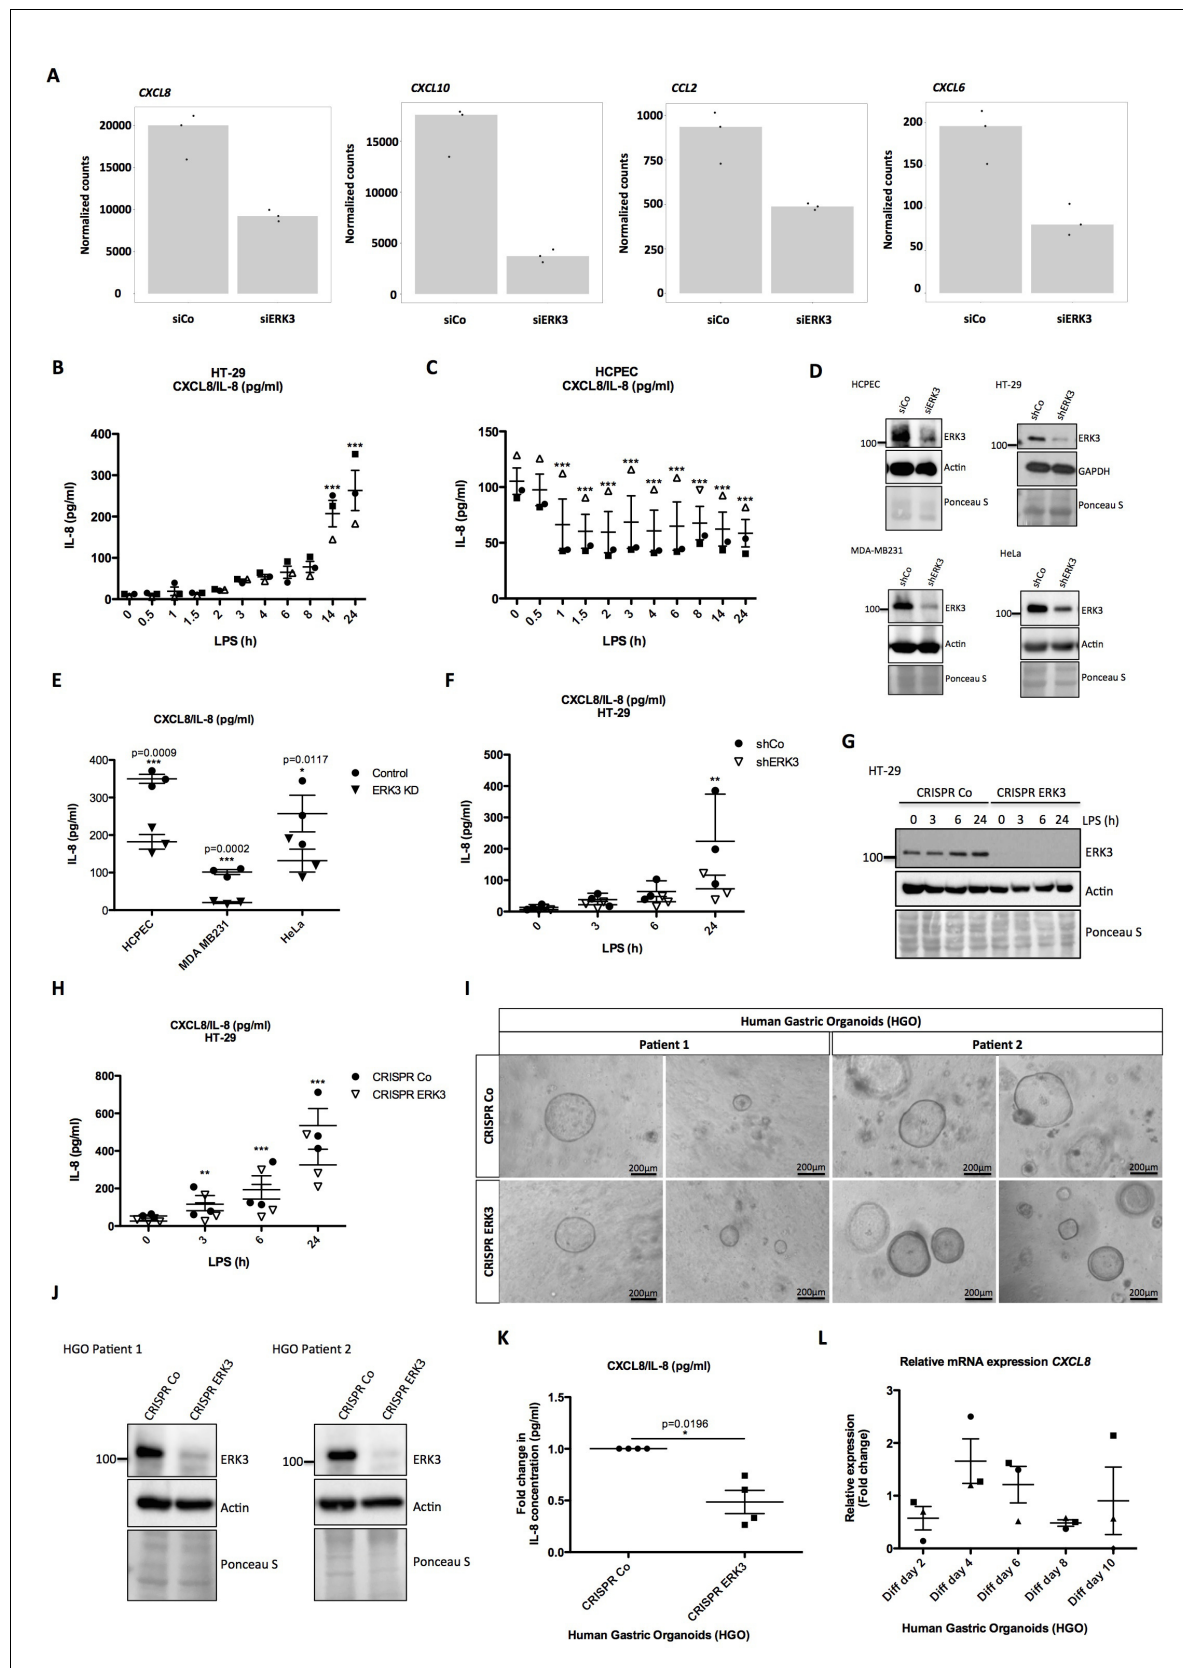 A
CXCL8
CXCL10
CCL2
CXCL6
Normalized counts
20000
15000
10000
5000
0
siCo
siERK3
Normalized counts
15000
10000
5000
0
siCo
siERK3
Normalized counts
1000
750
500
250
0
siCo
siERK3
Normalized counts
200
150
100
50
0
siCo
siERK3
B
HT-29
CXCL8/IL-8 (pg/ml)
IL-8 (pg/ml)
400
300
200
100
0
***
***
0 0.5 1 1.5 2 3 4 6 8 14 24
LPS (h)
C
HCPEC
CXCL8/IL-8 (pg/ml)
IL-8 (pg/ml)
150
100
50
0
*** *** *** *** *** *** *** *** ***
0 0.5 1 1.5 2 3 4 6 8 14 24
LPS (h)
D
HCPEC
siCo siERK3
100
ERK3
Actin
Ponceau S
HT-29
shCo shERK3
100
ERK3
GAPDH
Ponceau S
MDA-MB231
shCo shERK3
100
ERK3
Actin
Ponceau S
HeLa
shCo shERK3
100
ERK3
Actin
Ponceau S
E
CXCL8/IL-8 (pg/ml)
IL-8 (pg/ml)
400
300
200
100
0
p=0.0009
***
p=0.0002
***
p=0.0117
*
Control
ERK3 KD
HCPEC
MDA MB231
HeLa
F
CXCL8/IL-8 (pg/ml)
HT-29
IL-8 (pg/ml)
500
400
300
200
100
0
**
shCo
shERK3
0 3 6 24
LPS (h)
G
HT-29
CRISPR Co CRISPR ERK3
0 3 6 24 0 3 6 24 LPS (h)
100
ERK3
Actin
Ponceau S
H
CXCL8/IL-8 (pg/ml)
HT-29
IL-8 (pg/ml)
800
600
400
200
0
**
***
***
CRISPR Co
CRISPR ERK3
0 3 6 24
LPS (h)
I
Human Gastric Organoids (HGO)
Patient 1 Patient 2
CRISPR Co
200µm 200µm 200µm 200µm
CRISPR ERK3
200µm 200µm 200µm 200µm
J
HGO Patient 1
CRISPR Co CRISPR ERK3
100
ERK3
Actin
Ponceau S
HGO Patient 2
CRISPR Co CRISPR ERK3
100
ERK3
Actin
Ponceau S
K
CXCL8/IL-8 (pg/ml)
Fold change in
IL-8 concentration (pg/ml)
1.5
1.0
0.5
0.0
p=0.0196
*
CRISPR Co
CRISPR ERK3
Human Gastric Organoids (HGO)
L
Relative mRNA expression CXCL8
Relative expression
(Fold change)
3
2
1
0
Diff day 2
Diff day 4
Diff day 6
Diff day 8
Diff day 10
Human Gastric Organoids (HGO)